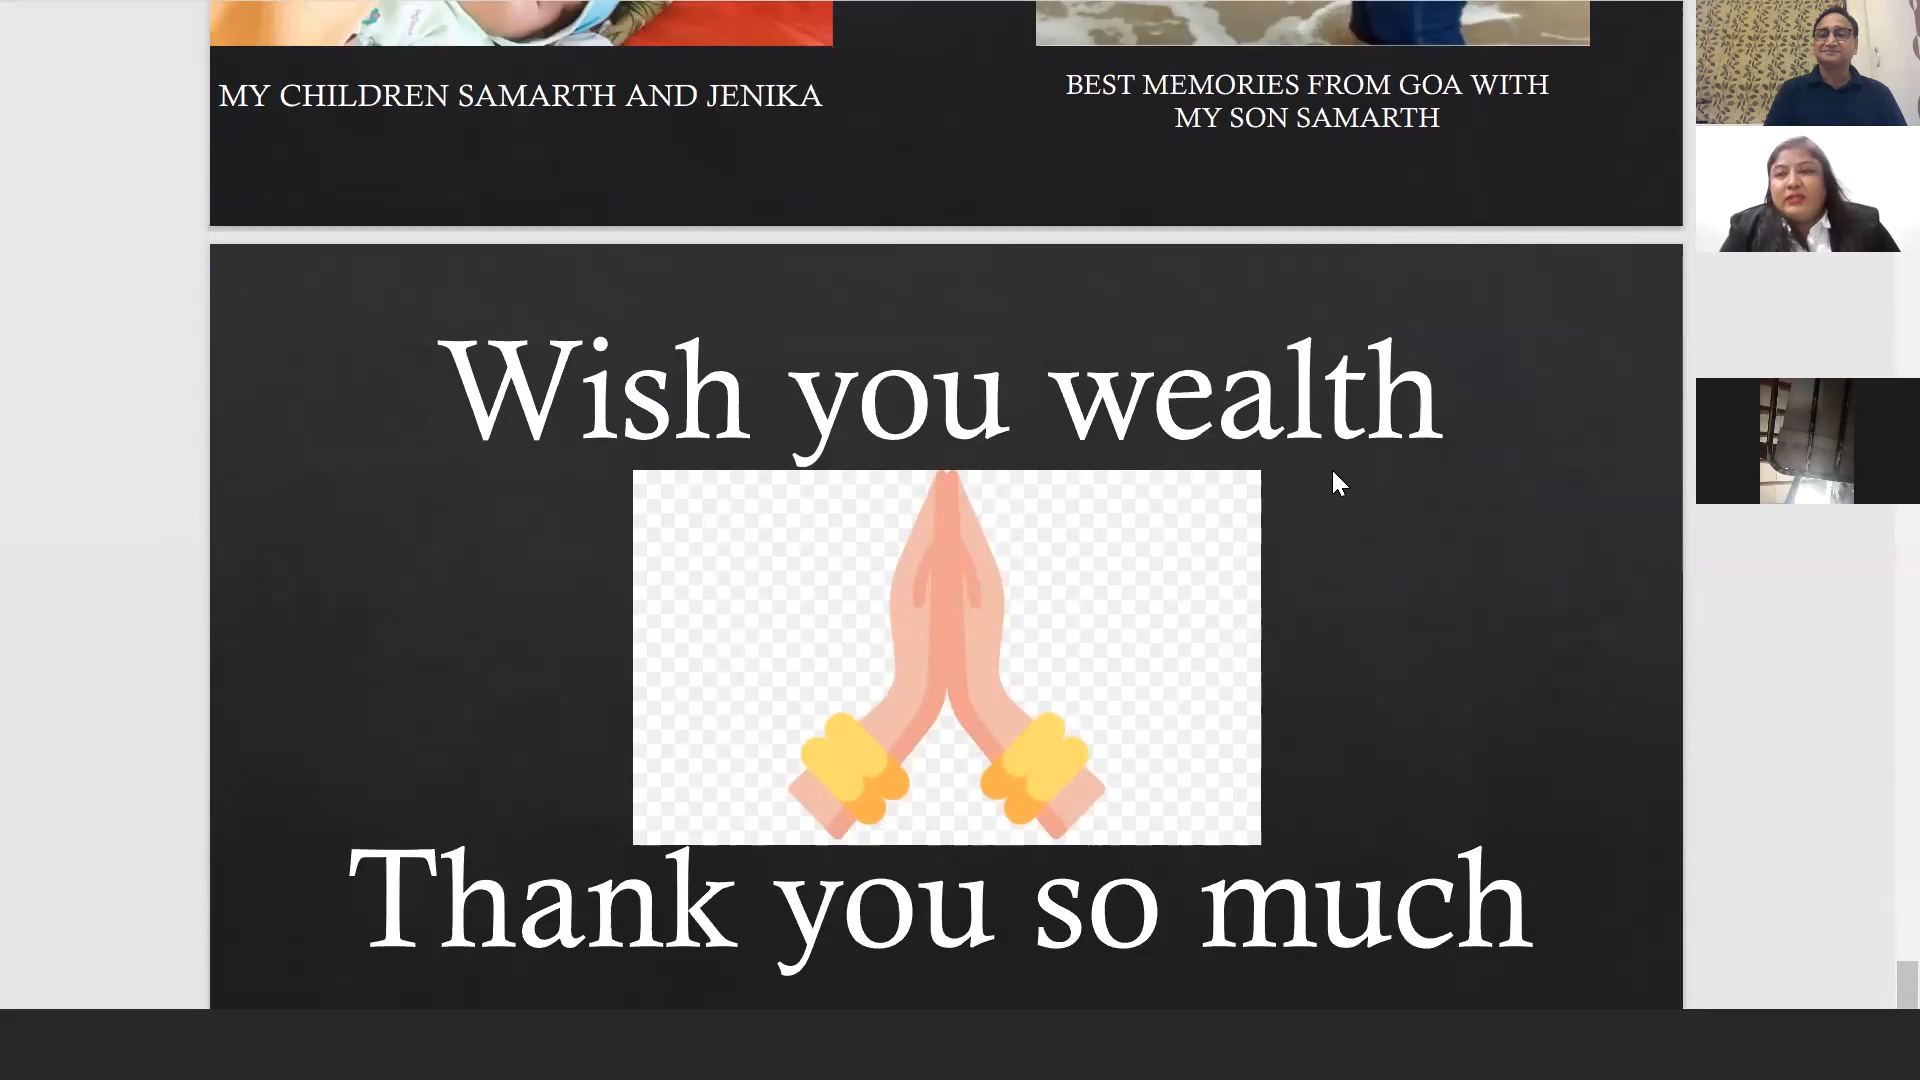 MY CHILDREN SAMARTH AND JENIKA
BEST MEMORIES FROM GOA WITH
MY SON SAMARTH
Wish you wealth
Thank you so much